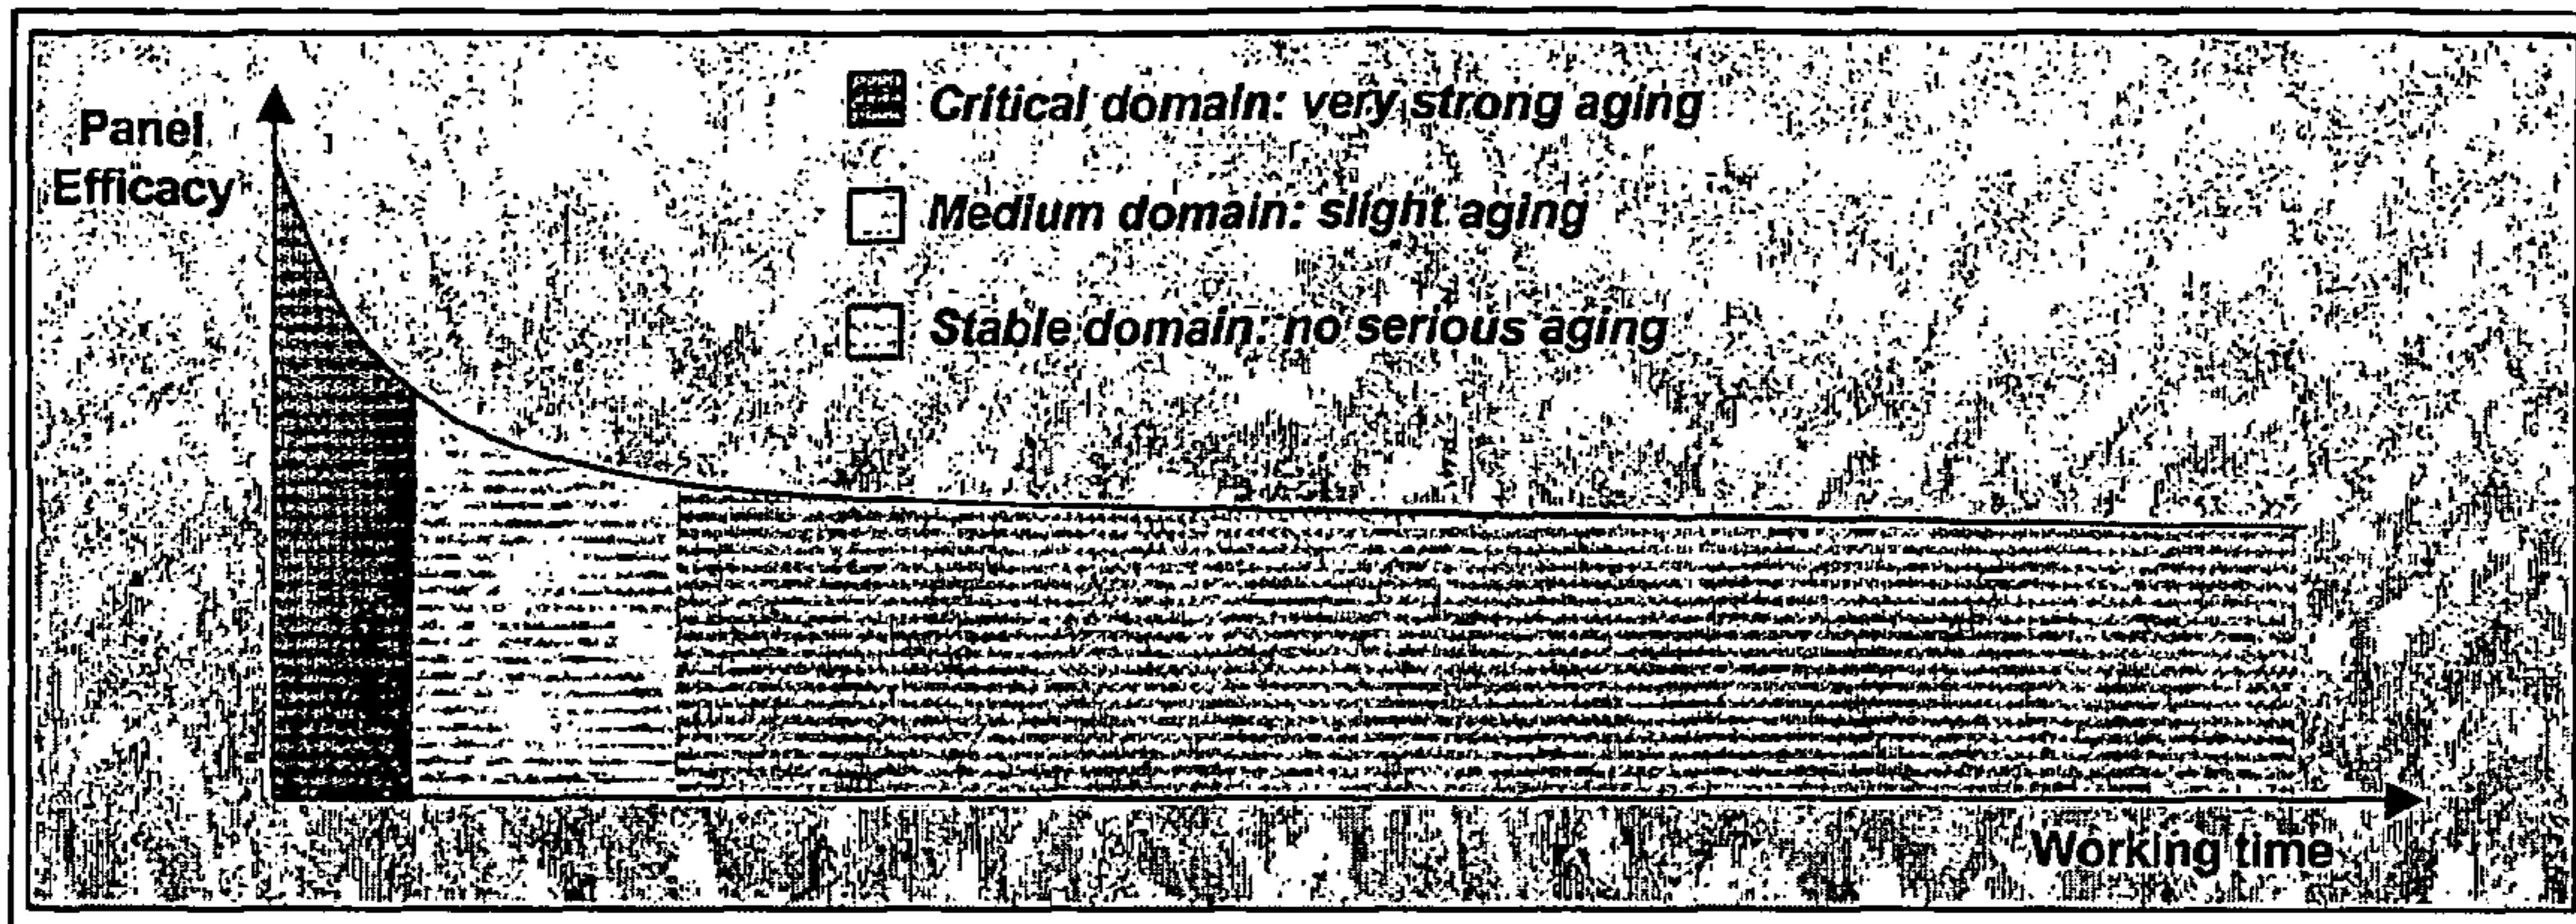 Panel
Efficacy
Critical domain: very strong aging
Medium domain: slight aging
Stable domain: no serious aging
Working time